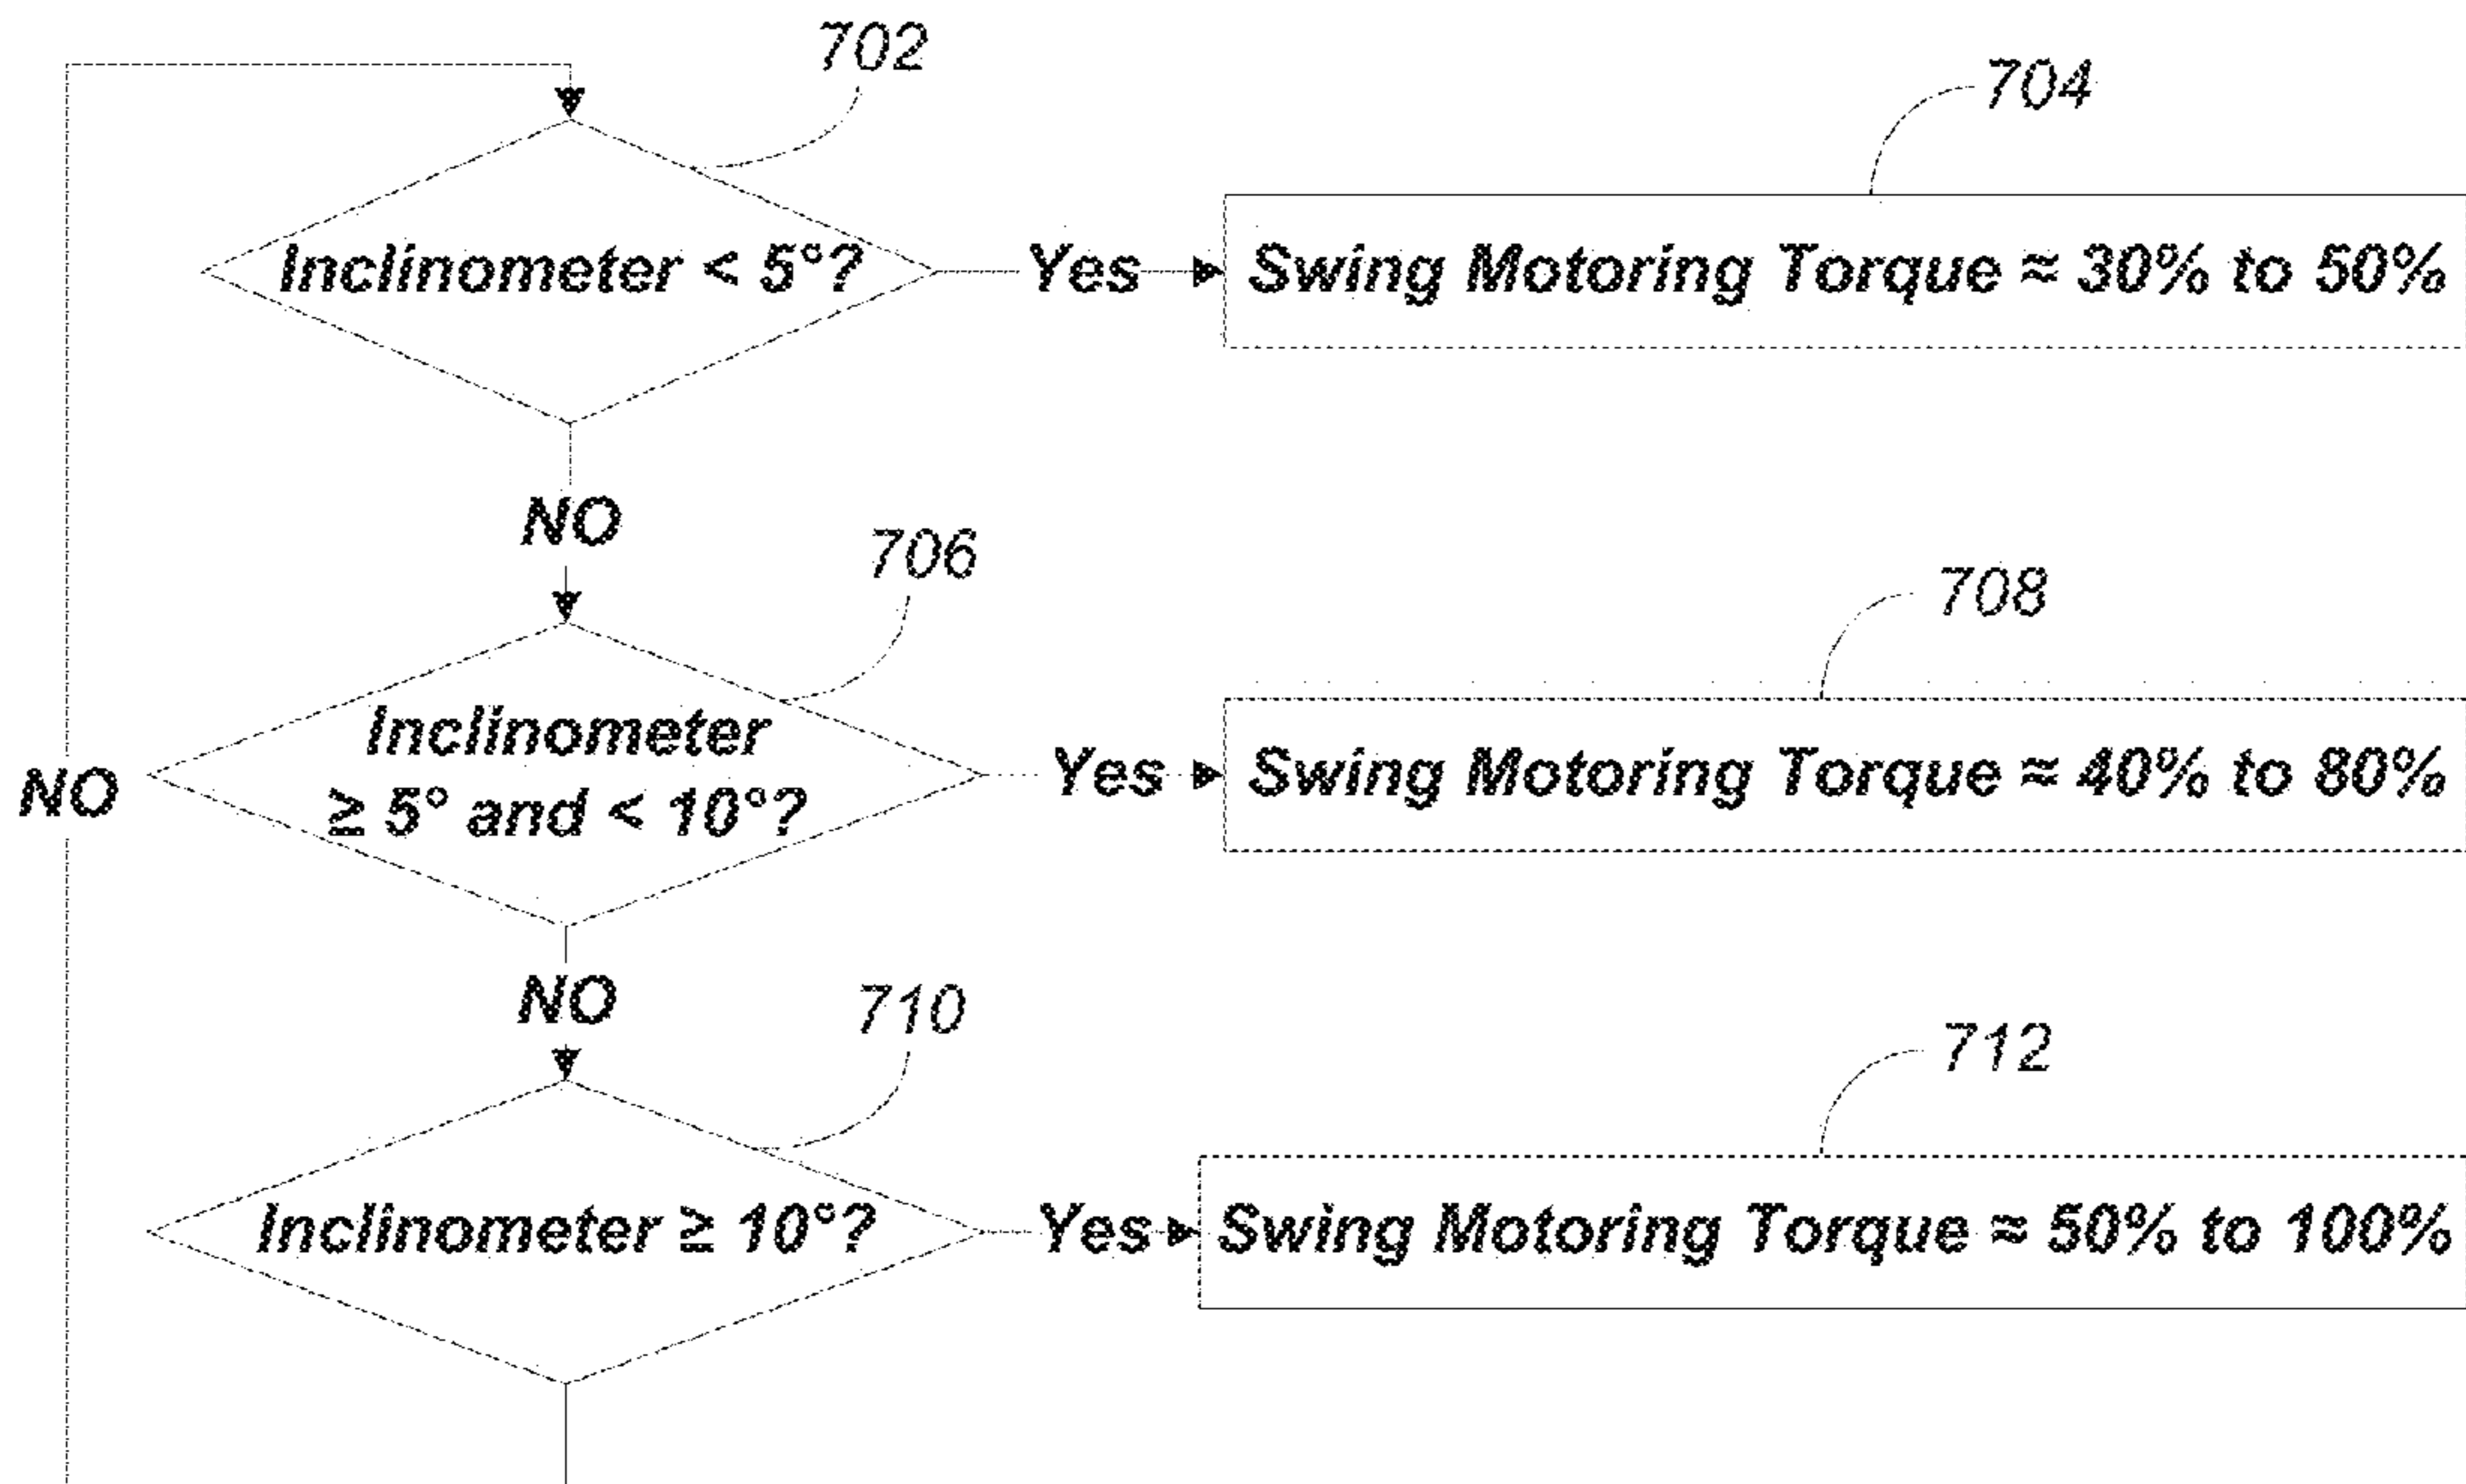 702
704
Inclinometer < 5°?
Yes
Swing Motoring Torque ≈ 30% to 50%
NO
706
708
Inclinometer
≥ 5° and < 10°?
Yes
Swing Motoring Torque ≈ 40% to 80%
NO
NO
710
712
Inclinometer ≥ 10°?
Yes
Swing Motoring Torque ≈ 50% to 100%